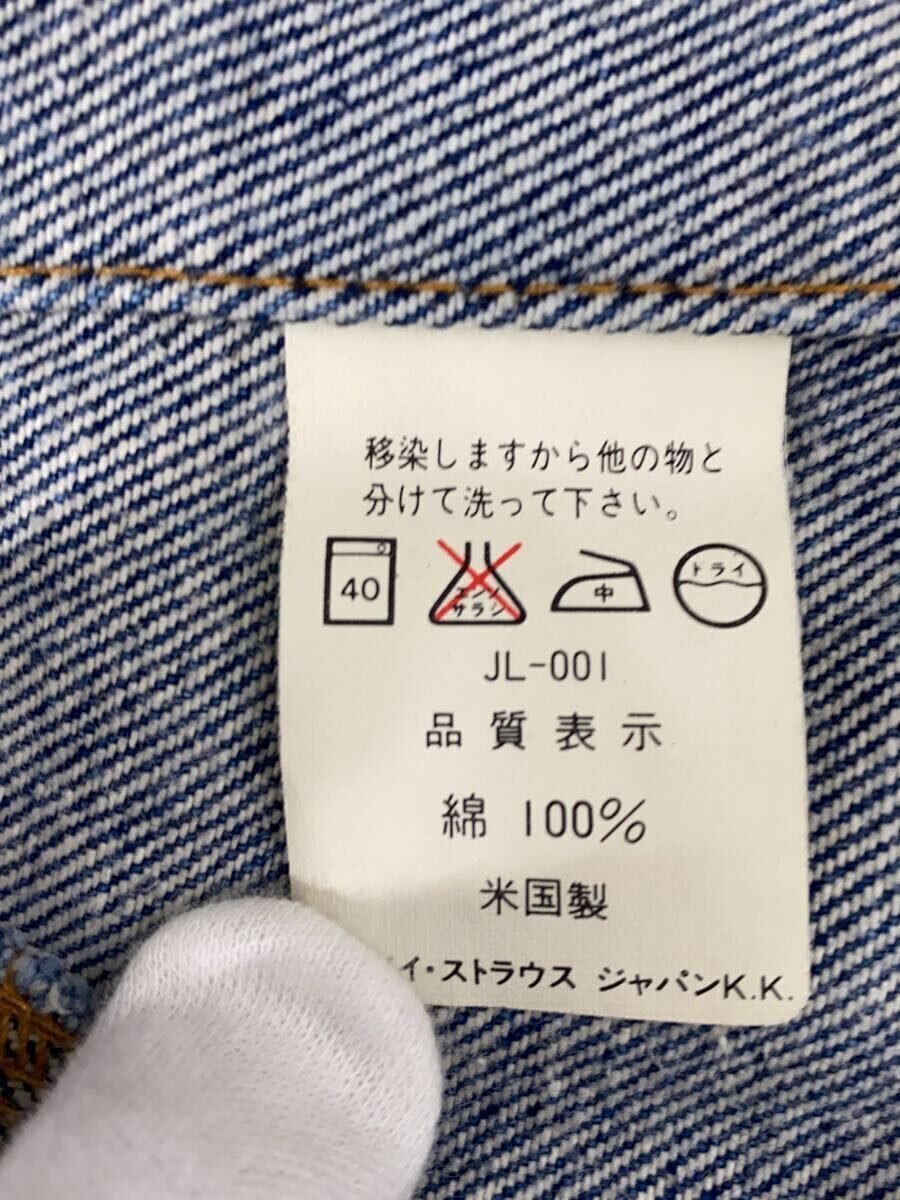 移染しますから他の物と
分けて洗って下さい。
40
エンソ
サラシ
中
ドライ
JL-001
品質表示
綿 100%
米国製
イ・ストラウス ジャパンK.K.